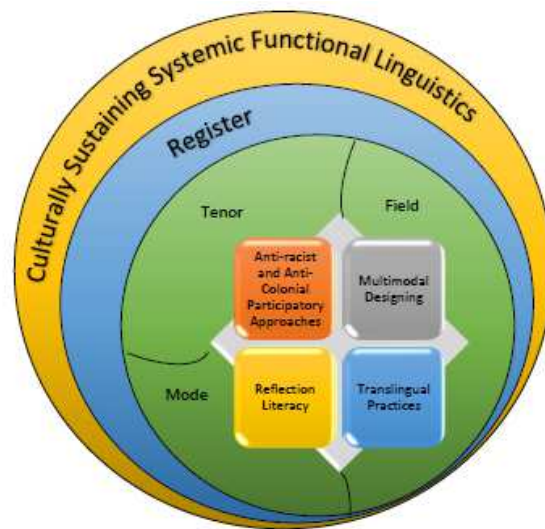 Culturally Sustaining Systemic Functional Linguistics
Register
Tenor
Field
Anti-racist
and Anti-
Colonial
Participatory
Approaches
Multimodal
Designing
Mode
Reflection
Literacy
Translingual
Practices